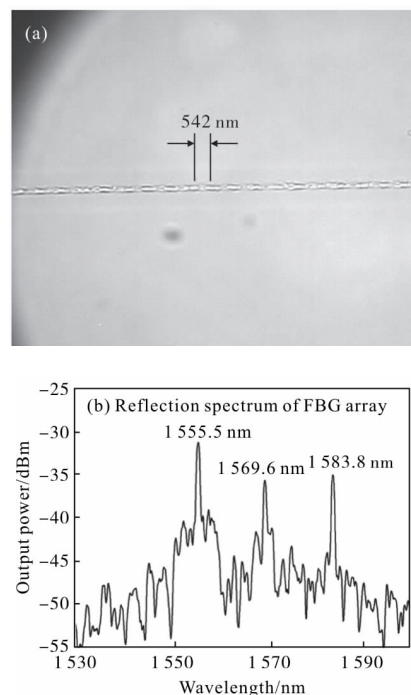 (a)
542 nm
(b) Reflection spectrum of FBG array
1 555.5 nm
1 569.6 nm
1 583.8 nm
Output power/dBm
-25
-30
-35
-40
-45
-50
-55
1 530
1 550
1 570
1 590
Wavelength/nm